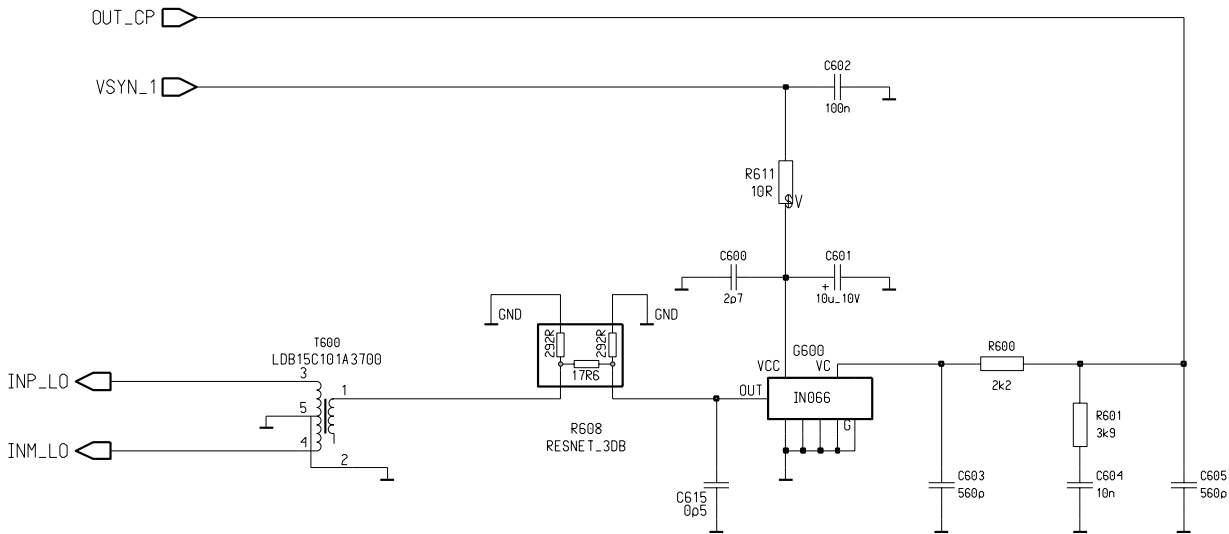 OUT_CP
VSYN_1
C602
100n
R611
10R
$V
C600
2p7
C601
+
10u_10V
GND
GND
292R
292R
17R6
R608
RESNET_3DB
T600
LDB15C101A3700
3
1
5
4
2
INP_LO
INM_LO
G600
VCC
VC
OUT
IN066
G
R600
2k2
R601
3k9
C603
560p
C604
10n
C605
560p
C615
0p5